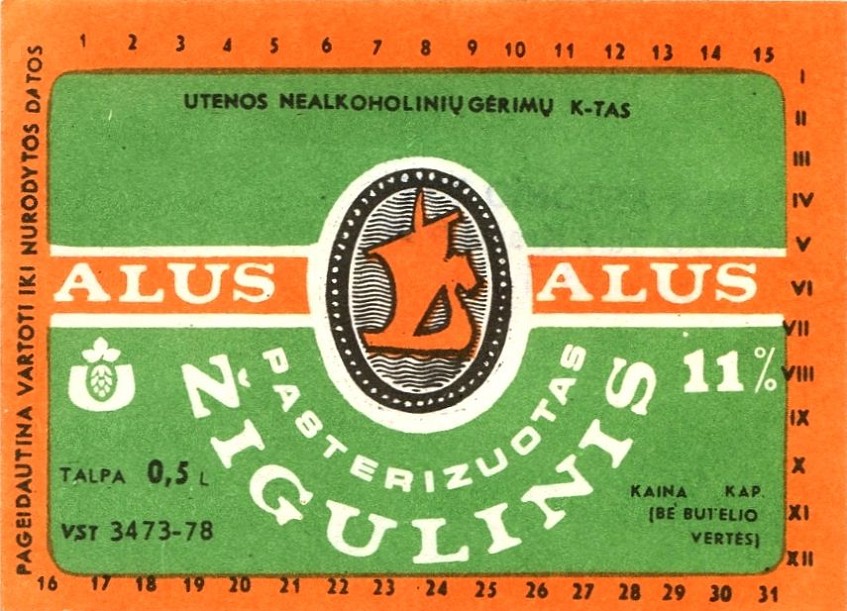 1 2 3 4 5 6 7 8 9 10 11 12 13 14 15
PAGEIDAUTINA VARTOTI IKI NURODYTOS DATOS
UTENOS NEALKOHOLINIŲ GĖRIMŲ K-TAS
ALUS ALUS
ŽIGULINIS
PASTERIZUOTAS
11%
TALPA 0,5 L
VST 3473-78
KAINA KAP.
(BE BUTELIO
VERTĖS)
I
II
III
IV
V
VI
VII
VIII
IX
X
XI
XII
16 17 18 19 20 21 22 23 24 25 26 27 28 29 30 31